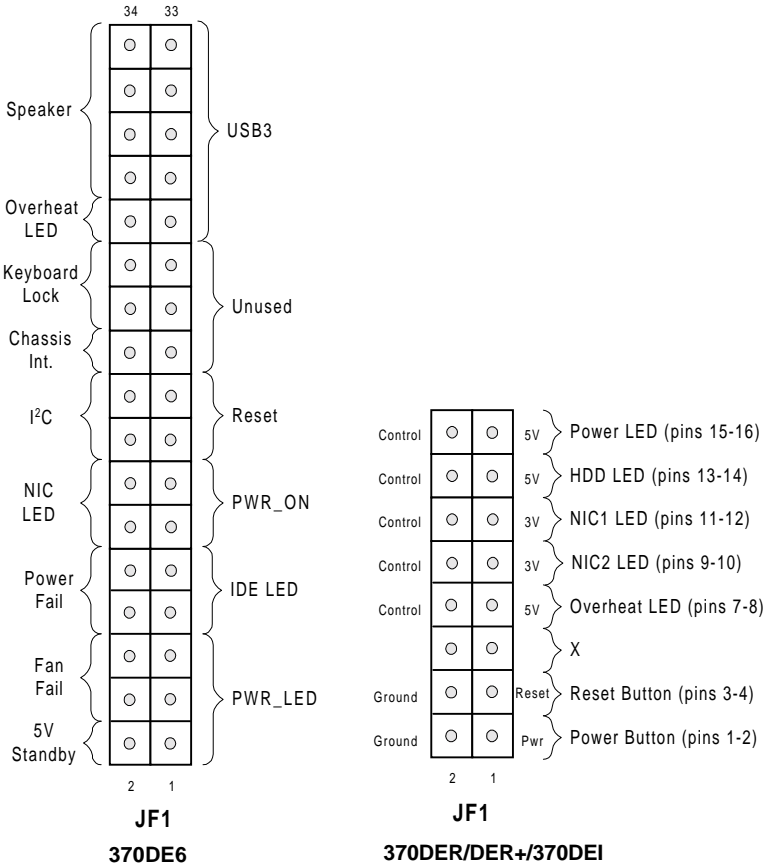 34 33
Speaker
USB3
Overheat
LED
Keyboard
Lock
Unused
Chassis
Int.
I²C
Reset
NIC
LED
PWR_ON
Power
Fail
IDE LED
Fan
Fail
PWR_LED
5V
Standby
2 1
JF1
370DE6
Control 5V Power LED (pins 15-16)
Control 5V HDD LED (pins 13-14)
Control 3V NIC1 LED (pins 11-12)
Control 3V NIC2 LED (pins 9-10)
Control 5V Overheat LED (pins 7-8)
X
Ground Reset Reset Button (pins 3-4)
Ground Pwr Power Button (pins 1-2)
2 1
JF1
370DER/DER+/370DEI